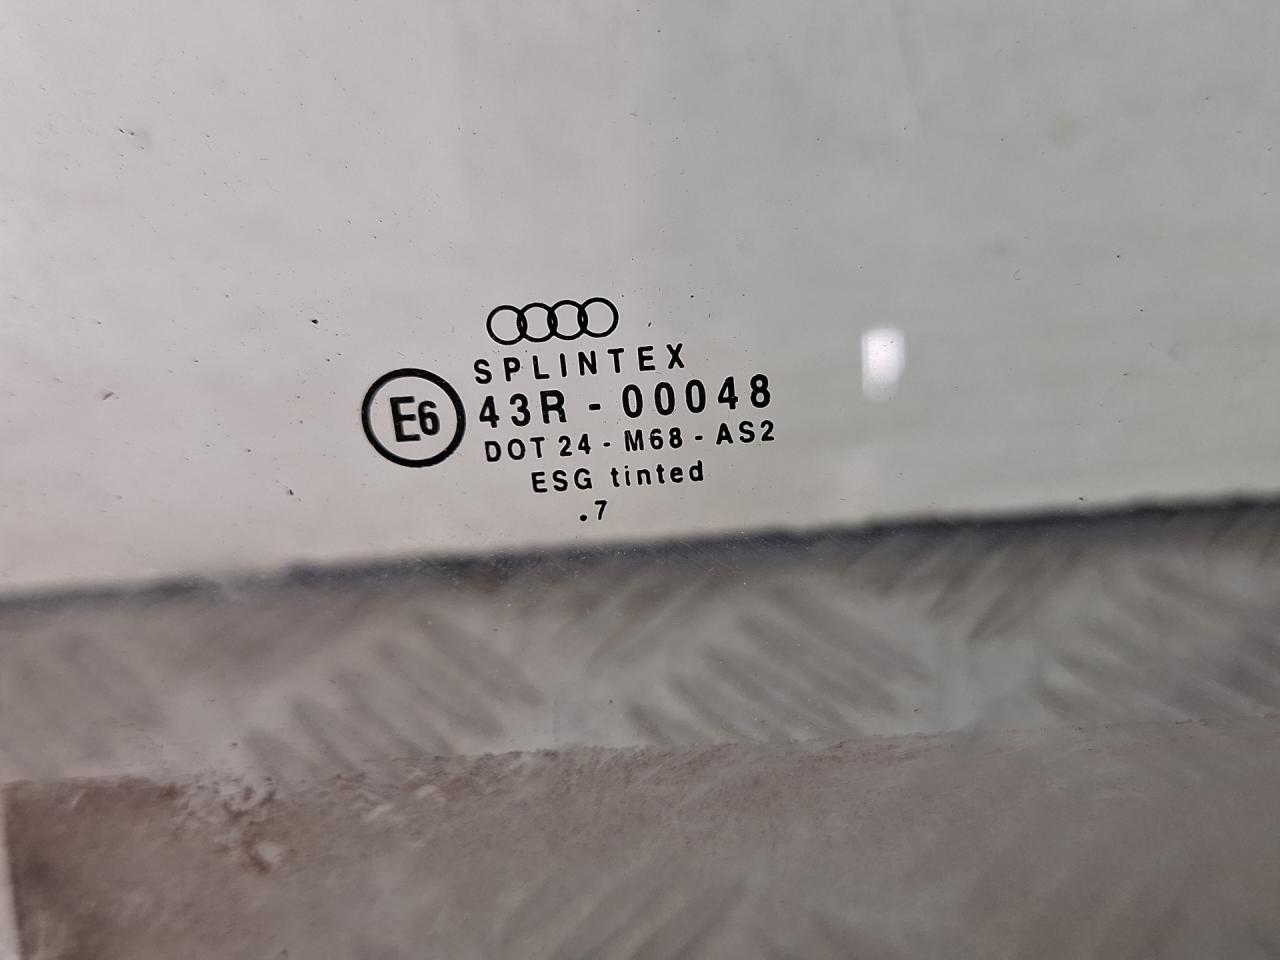 SPLINTEX
E6
43R - 00048
DOT 24 - M68 - AS2
ESG tinted
.7